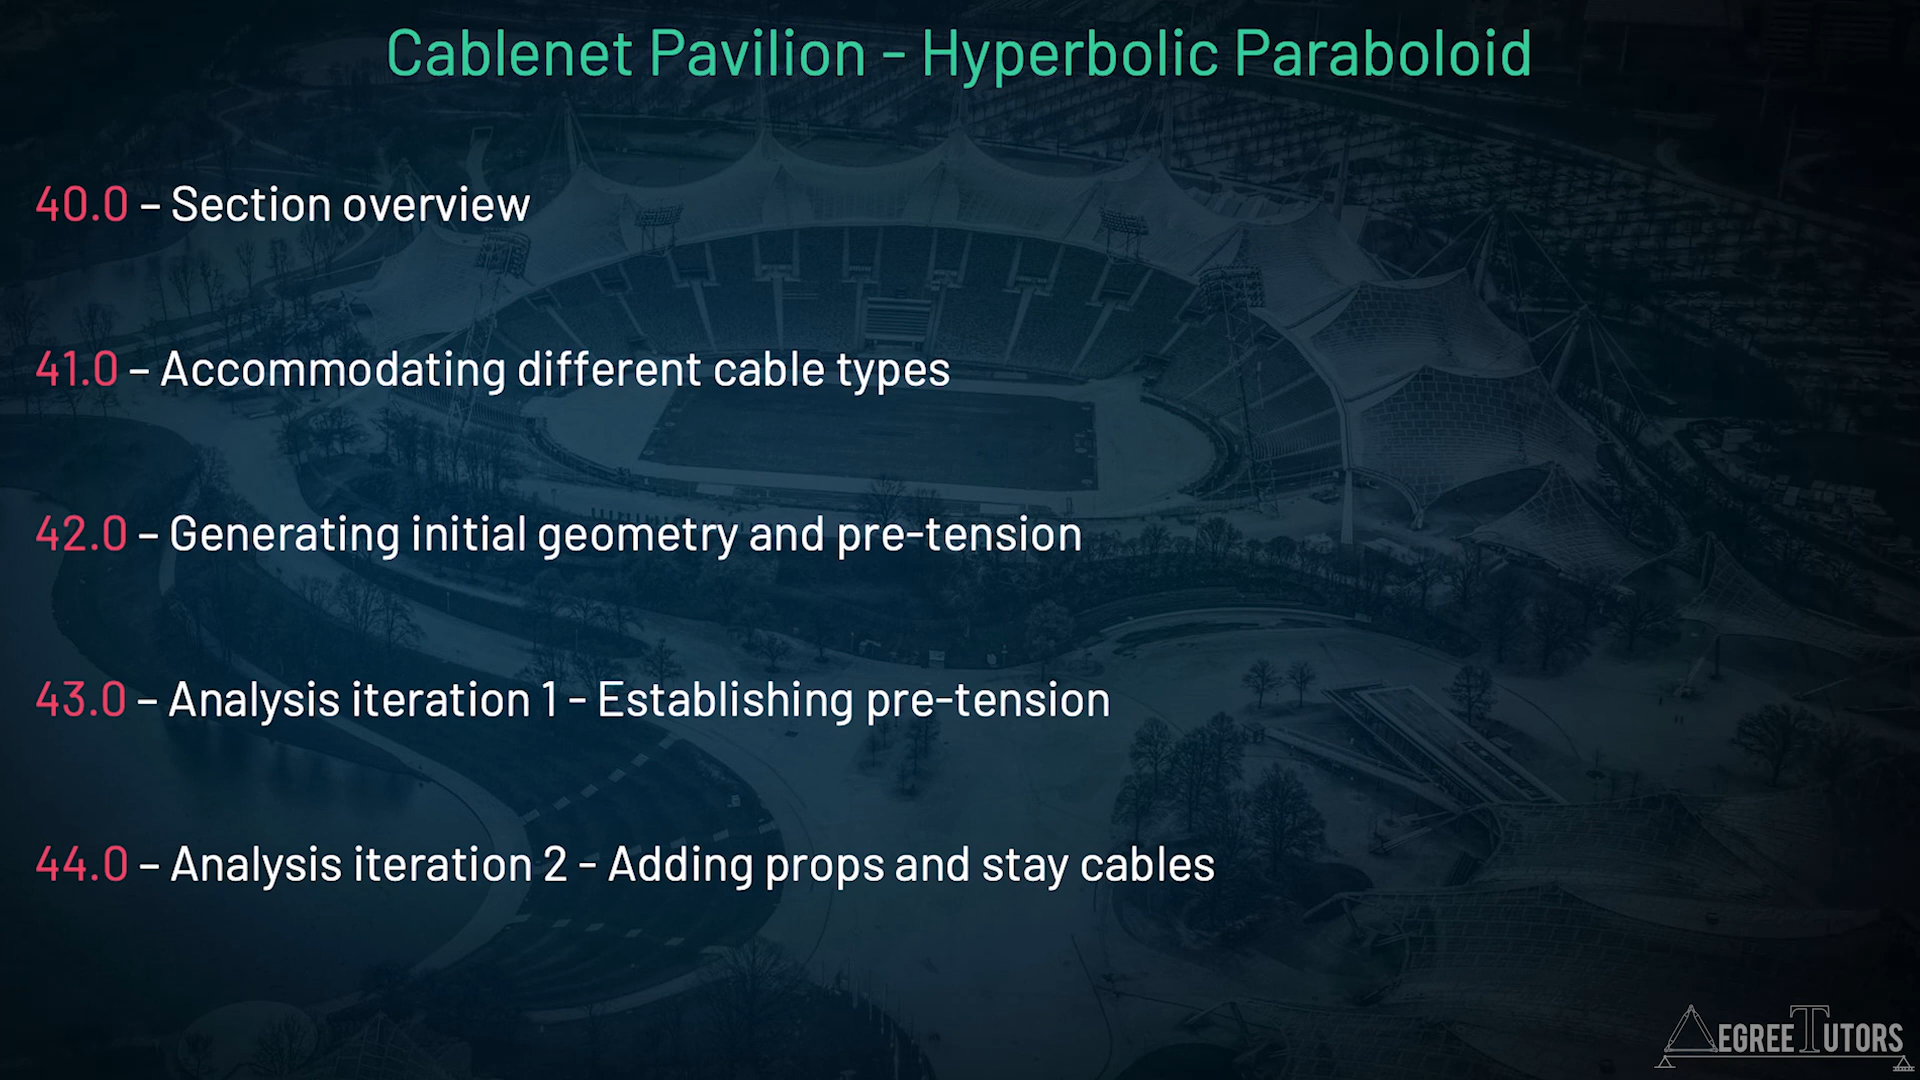 Cablenet Pavilion - Hyperbolic Paraboloid
40.0 – Section overview
41.0 – Accommodating different cable types
42.0 – Generating initial geometry and pre-tension
43.0 – Analysis iteration 1 - Establishing pre-tension
44.0 – Analysis iteration 2 - Adding props and stay cables
DEGREE TUTORS